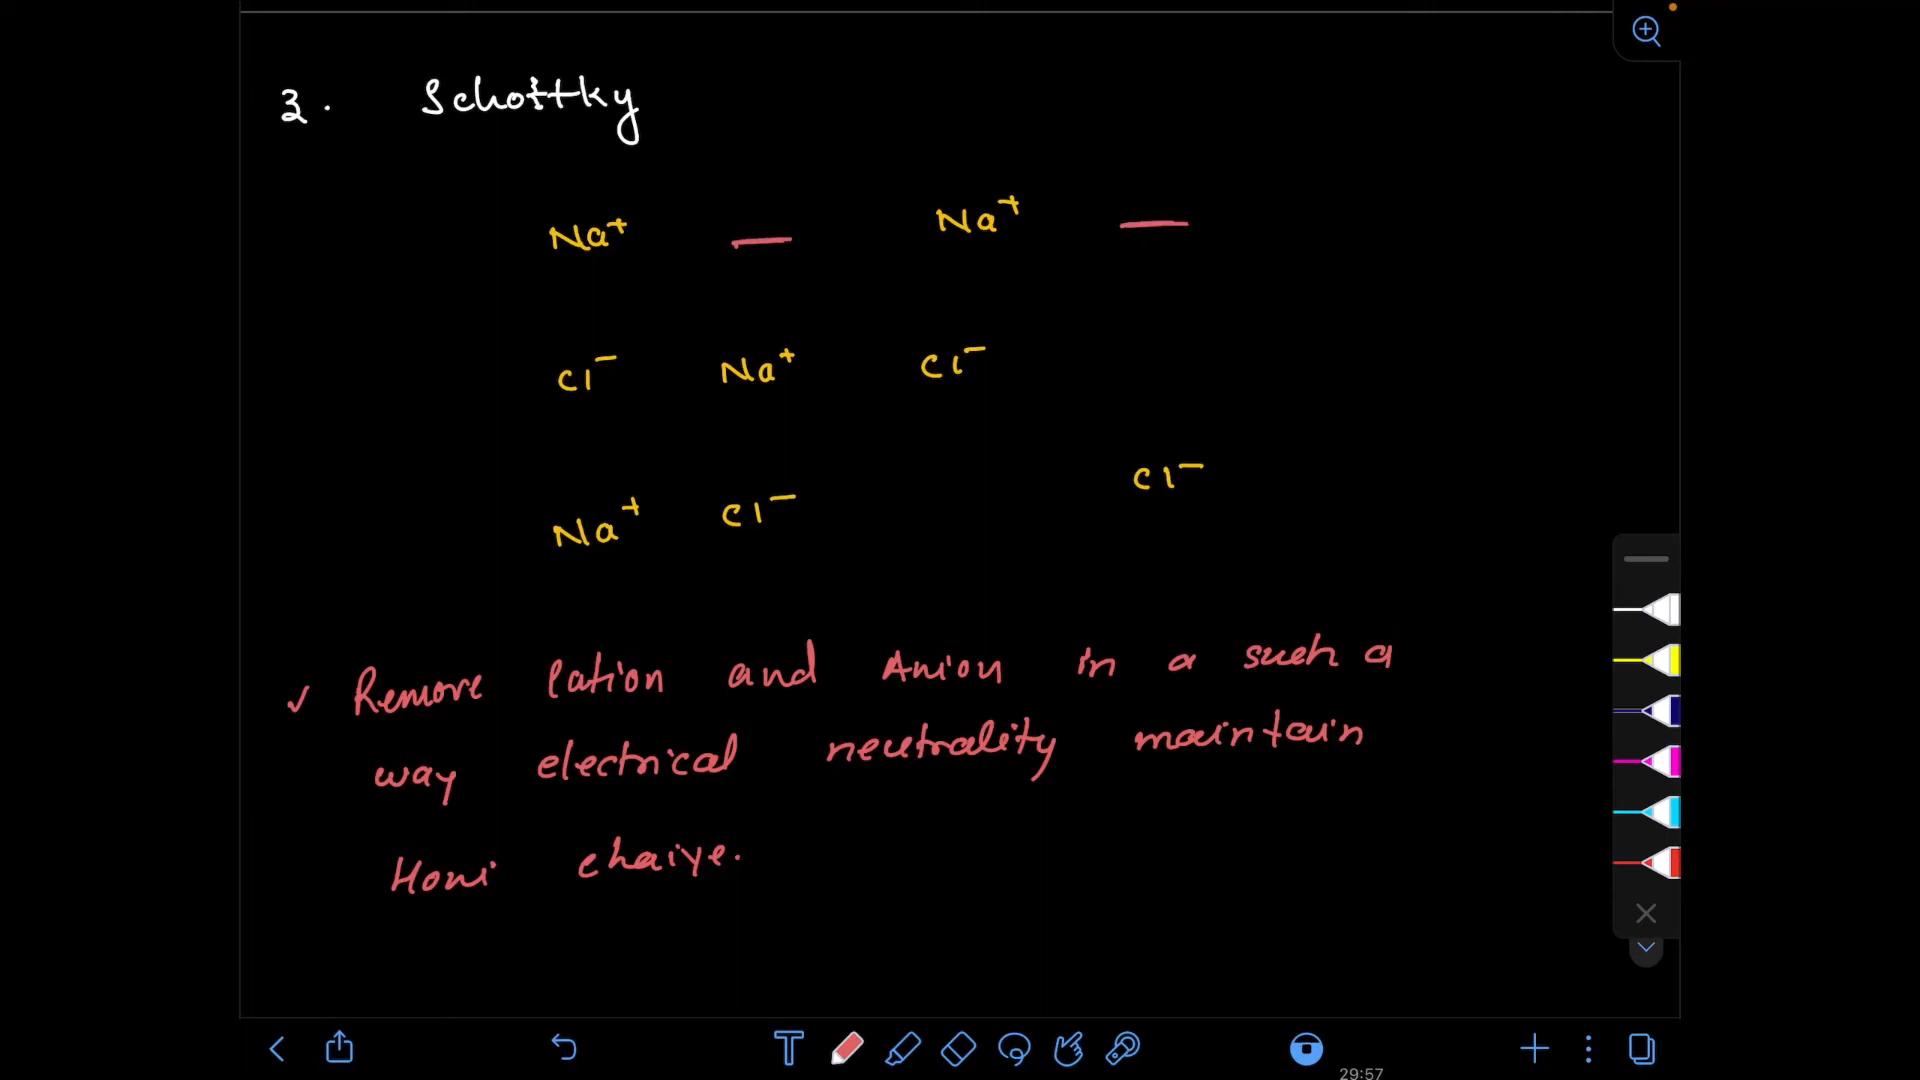 3. Schottky
Na⁺ — Na⁺ —
Cl⁻ Na⁺ Cl⁻
Cl⁻
Na⁺ Cl⁻
✓ Remove Cation and Anion in a such a
way electrical neutrality maintain
Honi chaiye.
29:57